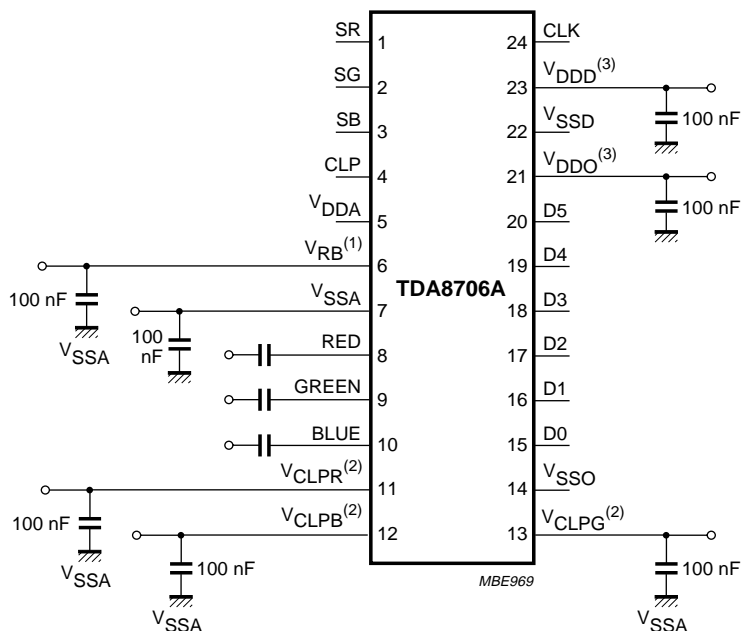 SR 1
SG 2
SB 3
CLP 4
VDDA 5
VRB(1) 6
100 nF
VSSA
VSSA 7
100 nF
RED 8
GREEN 9
BLUE 10
VCLPR(2) 11
100 nF
VSSA
VCLPB(2) 12
100 nF
VSSA
TDA8706A
24 CLK
23 VDDD(3)
100 nF
22 VSSD
21 VDDO(3)
100 nF
20 D5
19 D4
18 D3
17 D2
16 D1
15 D0
14 VSSO
13 VCLPG(2)
100 nF
VSSA
MBE969